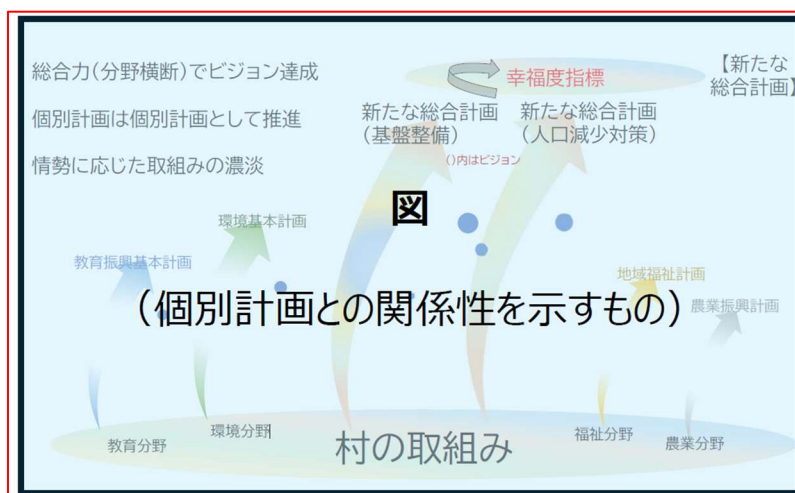 総合力(分野横断)でビジョン達成
個別計画は個別計画として推進
情勢に応じた取組みの濃淡
幸福度指標
【新たな
総合計画】
新たな総合計画
(基盤整備)
新たな総合計画
(人口減少対策)
()内はビジョン
図
(個別計画との関係性を示すもの)
環境基本計画
教育振興基本計画
地域福祉計画
農業振興計画
教育分野
環境分野
村の取組み
福祉分野
農業分野